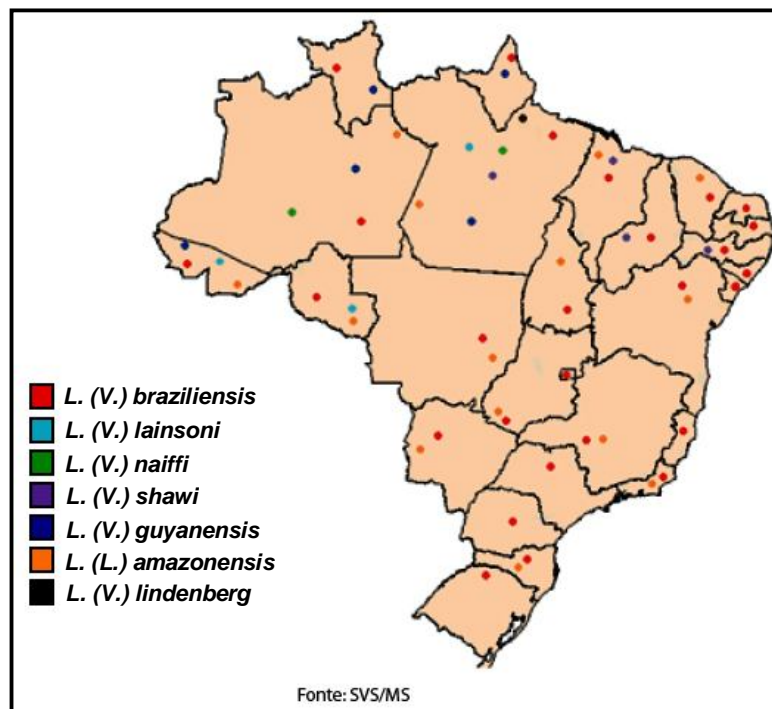 L. (V.) braziliensis
L. (V.) lainsoni
L. (V.) naiffi
L. (V.) shawi
L. (V.) guyanensis
L. (L.) amazonensis
L. (V.) lindenberg
Fonte: SVS/MS